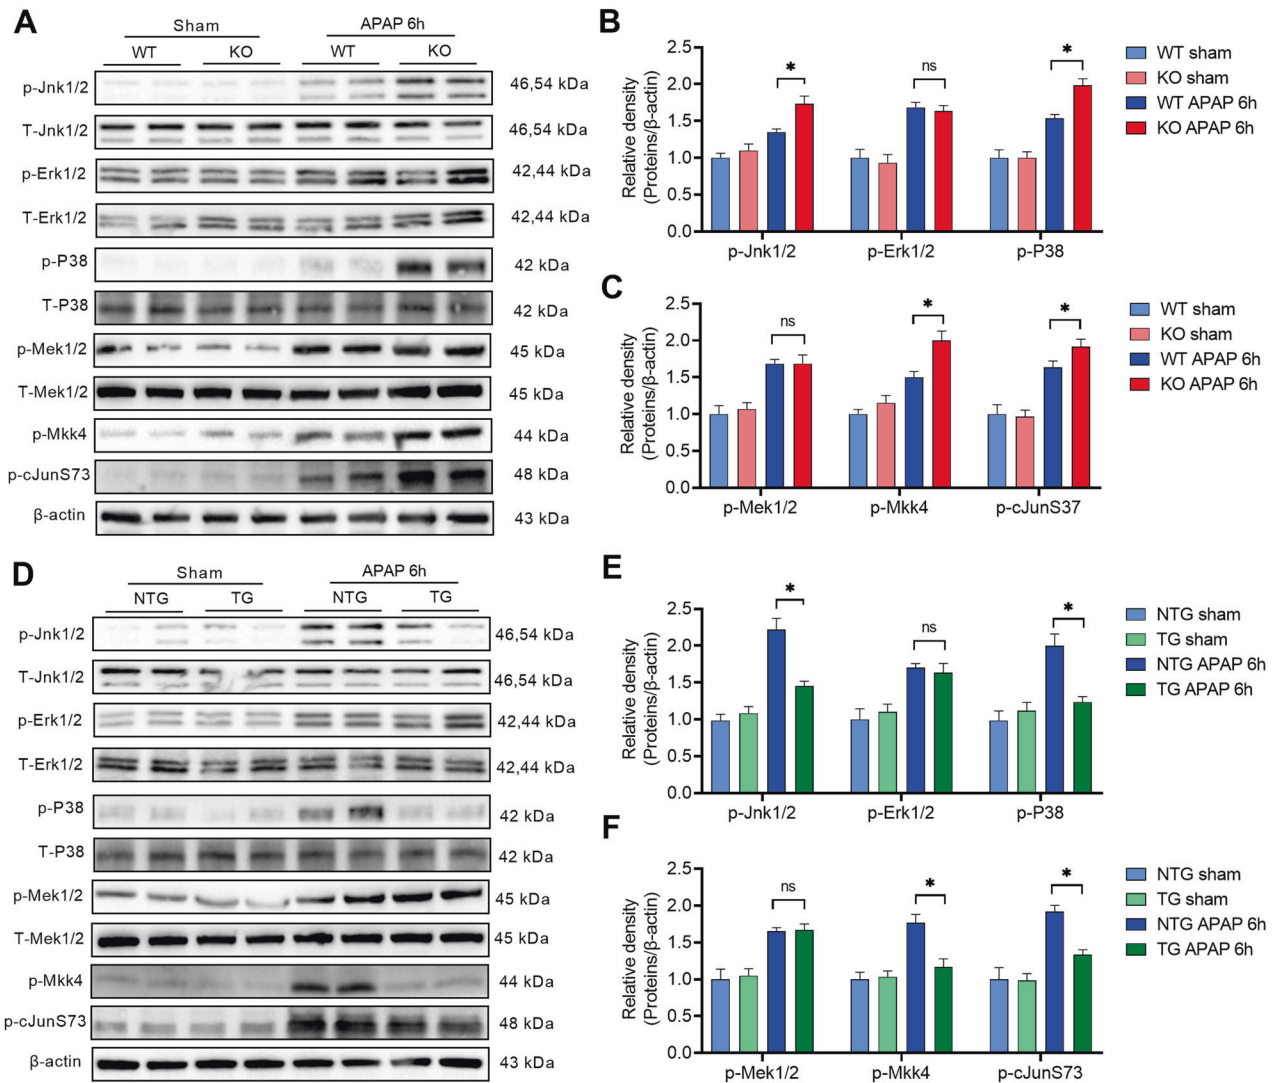 A
Sham
APAP 6h
WT
KO
WT
KO
p-Jnk1/2
46,54 kDa
T-Jnk1/2
46,54 kDa
p-Erk1/2
42,44 kDa
T-Erk1/2
42,44 kDa
p-P38
42 kDa
T-P38
42 kDa
p-Mek1/2
45 kDa
T-Mek1/2
45 kDa
p-Mkk4
44 kDa
p-cJunS73
48 kDa
β-actin
43 kDa
B
Relative density
(Proteins/β-actin)
2.5
2.0
1.5
1.0
0.5
0.0
*
ns
*
p-Jnk1/2
p-Erk1/2
p-P38
WT sham
KO sham
WT APAP 6h
KO APAP 6h
C
Relative density
(Proteins/β-actin)
2.5
2.0
1.5
1.0
0.5
0.0
ns
*
*
p-Mek1/2
p-Mkk4
p-cJunS37
WT sham
KO sham
WT APAP 6h
KO APAP 6h
D
Sham
APAP 6h
NTG
TG
NTG
TG
p-Jnk1/2
46,54 kDa
T-Jnk1/2
46,54 kDa
p-Erk1/2
42,44 kDa
T-Erk1/2
42,44 kDa
p-P38
42 kDa
T-P38
42 kDa
p-Mek1/2
45 kDa
T-Mek1/2
45 kDa
p-Mkk4
44 kDa
p-cJunS73
48 kDa
β-actin
43 kDa
E
Relative density
(Proteins/β-actin)
2.5
2.0
1.5
1.0
0.5
0.0
*
ns
*
p-Jnk1/2
p-Erk1/2
p-P38
NTG sham
TG sham
NTG APAP 6h
TG APAP 6h
F
Relative density
(Proteins/β-actin)
2.5
2.0
1.5
1.0
0.5
0.0
ns
*
*
p-Mek1/2
p-Mkk4
p-cJunS73
NTG sham
TG sham
NTG APAP 6h
TG APAP 6h